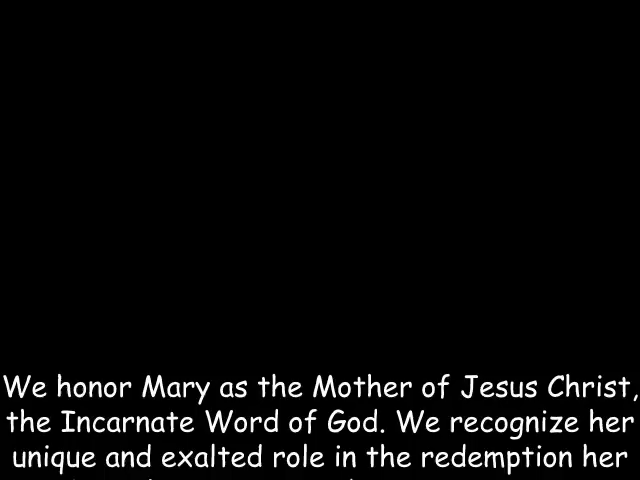 We honor Mary as the Mother of Jesus Christ,
the Incarnate Word of God. We recognize her
unique and exalted role in the redemption her